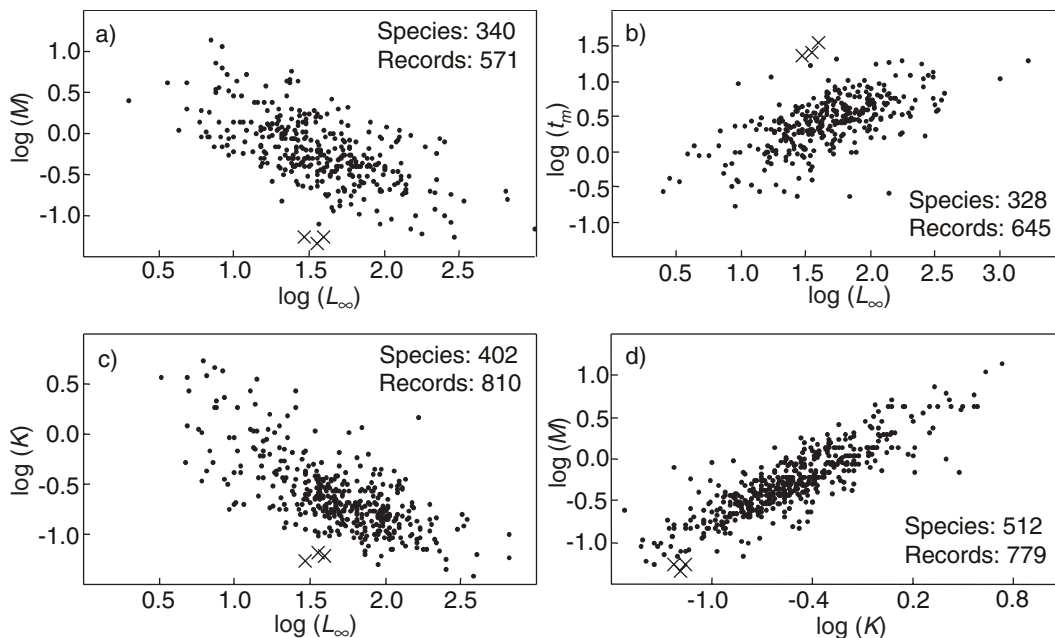 a)
Species: 340
Records: 571
log (M)
1.0
0.5
0.0
-0.5
-1.0
0.5
1.0
1.5
2.0
2.5
log (L∞)
b)
log (tm)
1.5
1.0
0.5
0.0
-0.5
-1.0
Species: 328
Records: 645
0.5
1.0
1.5
2.0
2.5
3.0
log (L∞)
c)
Species: 402
Records: 810
log (K)
0.5
0.0
-0.5
-1.0
0.5
1.0
1.5
2.0
2.5
log (L∞)
d)
log (M)
1.0
0.5
0.0
-0.5
-1.0
Species: 512
Records: 779
-1.0
-0.4
0.2
0.8
log (K)